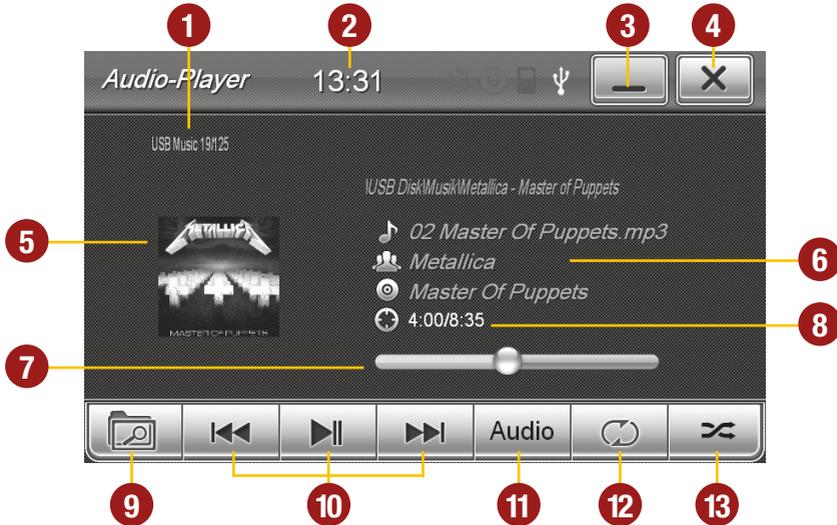 1 2 3 4
Audio-Player 13:31
USB Music 19/125
\USB Disk\Musik\Metallica - Master of Puppets
METALLICA
MASTER OF PUPPETS
02 Master Of Puppets.mp3
Metallica
Master Of Puppets
4:00/8:35
5
6
7
8
Audio
9 10 11 12 13